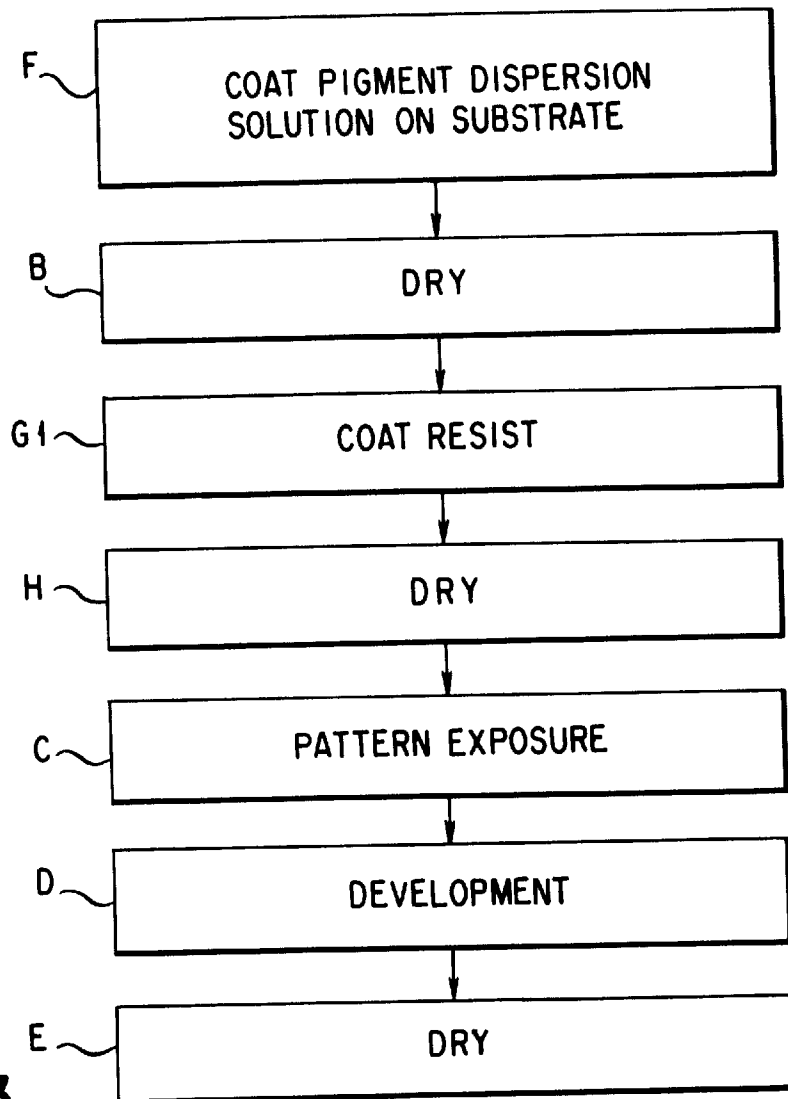 F
COAT PIGMENT DISPERSION
SOLUTION ON SUBSTRATE
B
DRY
G1
COAT RESIST
H
DRY
C
PATTERN EXPOSURE
D
DEVELOPMENT
E
DRY